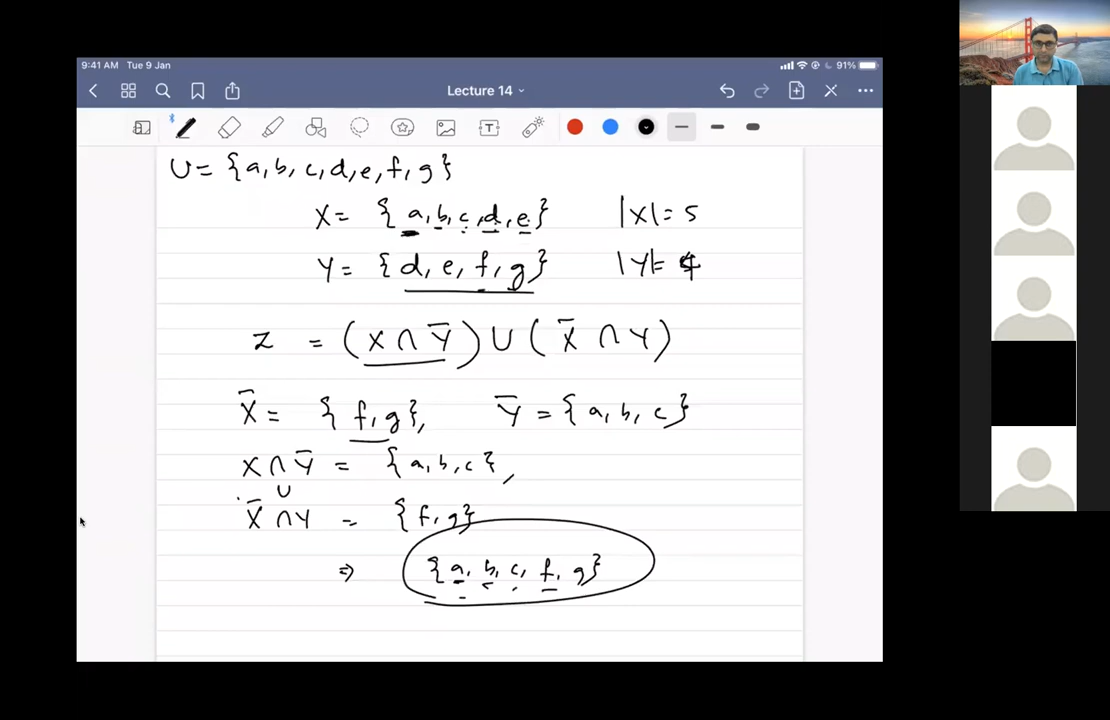 9:41 AM Tue 9 Jan 91%
Lecture 14
U = {a, b, c, d, e, f, g}
X = {a, b, c, d, e} |X| = 5
Y = {d, e, f, g} |Y| = 4
Z = (X ∩ Y̅) ∪ (X̅ ∩ Y)
X̅ = {f, g}, Y̅ = {a, b, c}
X ∩ Y̅ = {a, b, c},
∪
X̅ ∩ Y = {f, g}
⇒ {a, b, c, f, g}